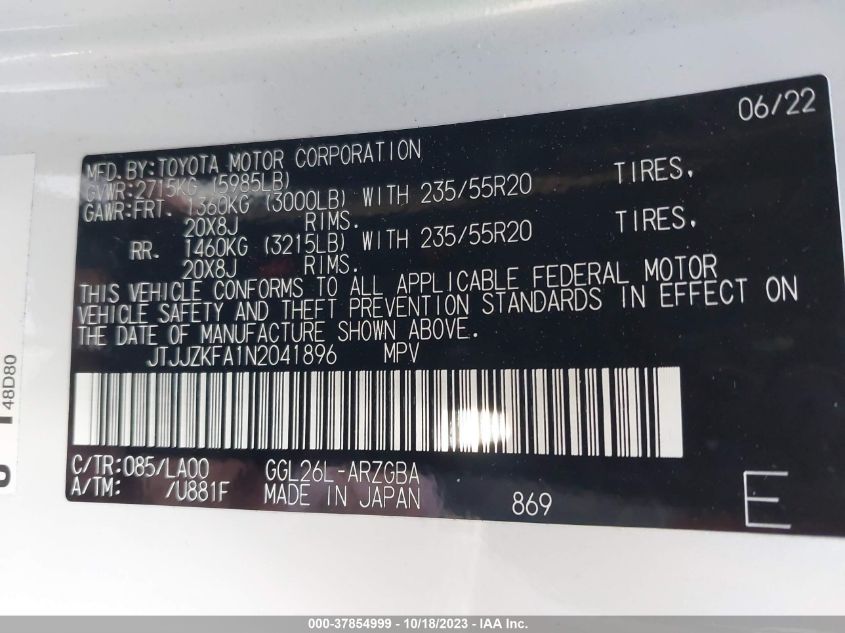 06/22
MFD.BY:TOYOTA MOTOR CORPORATION
GVWR:2715KG (5985LB)
GAWR:FRT. 1360KG (3000LB) WITH 235/55R20 TIRES,
20X8J RIMS.
RR. 1460KG (3215LB) WITH 235/55R20 TIRES,
20X8J RIMS.
THIS VEHICLE CONFORMS TO ALL APPLICABLE FEDERAL MOTOR
VEHICLE SAFETY AND THEFT PREVENTION STANDARDS IN EFFECT ON
THE DATE OF MANUFACTURE SHOWN ABOVE.
JTJJZKFA1N2041896 MPV
C/TR:085/LA00 GGL26L-ARZGBA
A/TM: /U881F MADE IN JAPAN 869 E
48D80
000-37854999 - 10/18/2023 - IAA Inc.